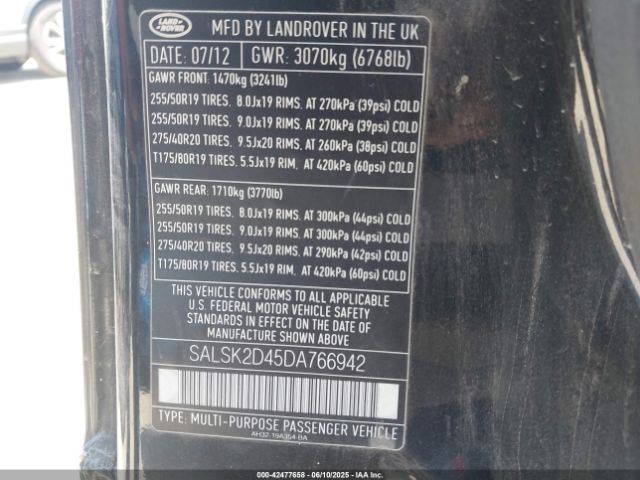 LAND ROVER
MFD BY LANDROVER IN THE UK
DATE: 07/12 GWR: 3070kg (6768lb)
GAWR FRONT: 1470kg (3241lb)
255/50R19 TIRES. 8.0Jx19 RIMS. AT 270kPa (39psi) COLD
255/50R19 TIRES. 9.0Jx19 RIMS. AT 270kPa (39psi) COLD
275/40R20 TIRES. 9.5Jx20 RIMS. AT 260kPa (38psi) COLD
T175/80R19 TIRES. 5.5Jx19 RIM. AT 420kPa (60psi) COLD
GAWR REAR: 1710kg (3770lb)
255/50R19 TIRES. 8.0Jx19 RIMS. AT 300kPa (44psi) COLD
255/50R19 TIRES. 9.0Jx19 RIMS. AT 300kPa (44psi) COLD
275/40R20 TIRES. 9.5Jx20 RIMS. AT 290kPa (42psi) COLD
T175/80R19 TIRES. 5.5Jx19 RIM. AT 420kPa (60psi) COLD
THIS VEHICLE CONFORMS TO ALL APPLICABLE
U.S. FEDERAL MOTOR VEHICLE SAFETY
STANDARDS IN EFFECT ON THE DATE OF
MANUFACTURE SHOWN ABOVE
SALSK2D45DA766942
TYPE: MULTI-PURPOSE PASSENGER VEHICLE
AH32-19A354-BA
000-42477658 - 06/10/2025 - IAAI.COM